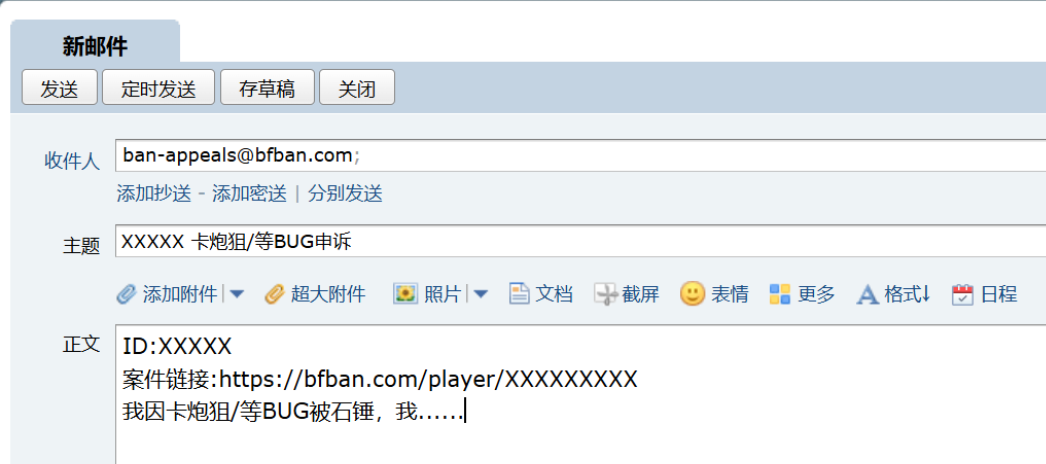 新邮件
发送 定时发送 存草稿 关闭
收件人 ban-appeals@bfban.com;
添加抄送 - 添加密送 | 分别发送
主题 XXXXX 卡炮狙/等BUG申诉
添加附件 | 超大附件 照片 | 文档 截屏 表情 更多 格式↓ 日程
正文 ID:XXXXX
案件链接:https://bfban.com/player/XXXXXXXXX
我因卡炮狙/等BUG被石锤，我......